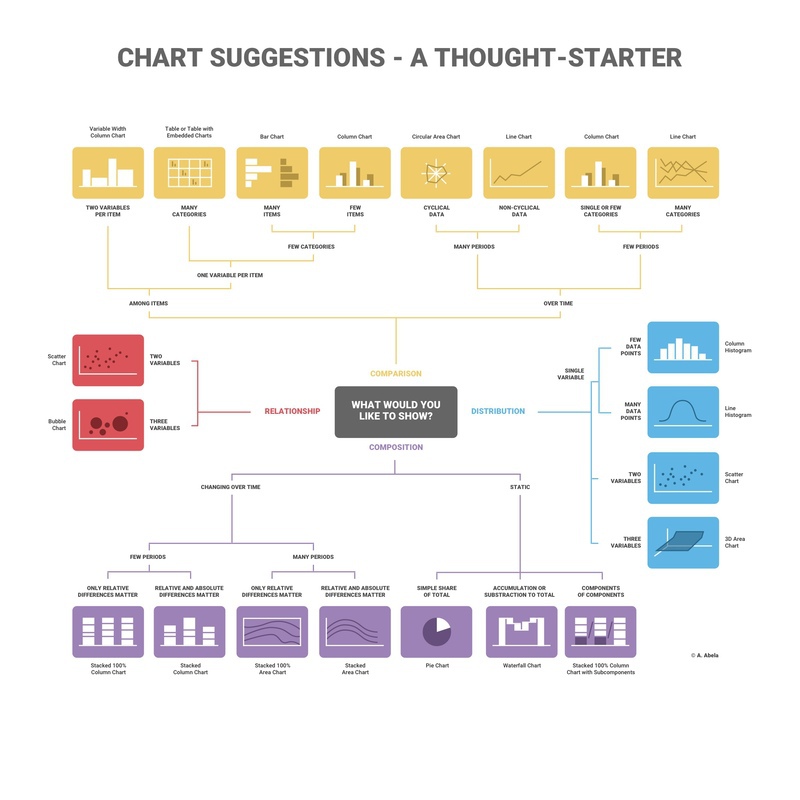 CHART SUGGESTIONS - A THOUGHT-STARTER
Variable Width
Column Chart
Table or Table with
Embedded Charts
Bar Chart
Column Chart
Circular Area Chart
Line Chart
Column Chart
Line Chart
TWO VARIABLES
PER ITEM
MANY
CATEGORIES
MANY
ITEMS
FEW
ITEMS
CYCLICAL
DATA
NON-CYCLICAL
DATA
SINGLE OR FEW
CATEGORIES
MANY
CATEGORIES
FEW CATEGORIES
MANY PERIODS
FEW PERIODS
ONE VARIABLE PER ITEM
AMONG ITEMS
OVER TIME
COMPARISON
Scatter
Chart
TWO
VARIABLES
Bubble
Chart
THREE
VARIABLES
RELATIONSHIP
WHAT WOULD YOU
LIKE TO SHOW?
DISTRIBUTION
SINGLE
VARIABLE
FEW
DATA
POINTS
Column
Histogram
MANY
DATA
POINTS
Line
Histogram
TWO
VARIABLES
Scatter
Chart
THREE
VARIABLES
3D Area
Chart
COMPOSITION
CHANGING OVER TIME
STATIC
FEW PERIODS
MANY PERIODS
ONLY RELATIVE
DIFFERENCES MATTER
RELATIVE AND ABSOLUTE
DIFFERENCES MATTER
ONLY RELATIVE
DIFFERENCES MATTER
RELATIVE AND ABSOLUTE
DIFFERENCES MATTER
SIMPLE SHARE
OF TOTAL
ACCUMULATION OR
SUBSTRACTION TO TOTAL
COMPONENTS
OF COMPONENTS
Stacked 100%
Column Chart
Stacked
Column Chart
Stacked 100%
Area Chart
Stacked
Area Chart
Pie Chart
Waterfall Chart
Stacked 100% Column
Chart with Subcomponents
© A. Abela